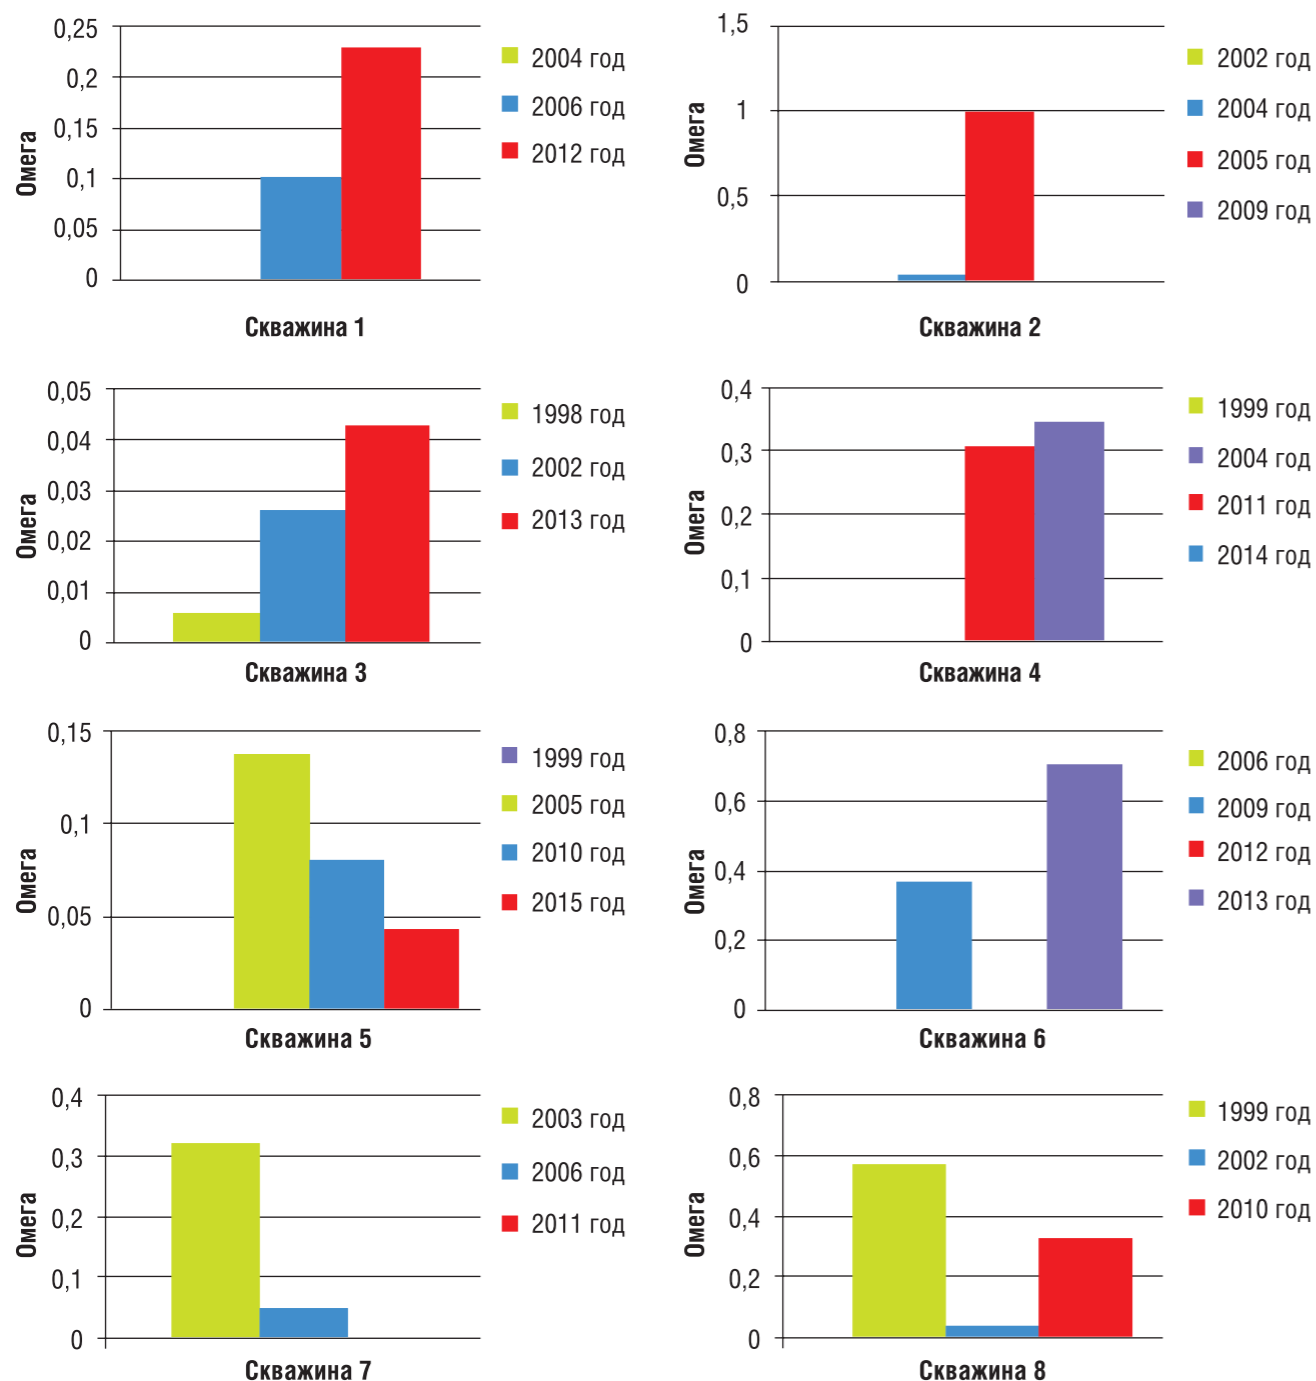 0,25
0,2
0,15
0,1
0,05
0
Омега
2004 год
2006 год
2012 год
Скважина 1
1,5
1
0,5
0
Омега
2002 год
2004 год
2005 год
2009 год
Скважина 2
0,05
0,04
0,03
0,02
0,01
0
Омега
1998 год
2002 год
2013 год
Скважина 3
0,4
0,3
0,2
0,1
0
Омега
1999 год
2004 год
2011 год
2014 год
Скважина 4
0,15
0,1
0,05
0
Омега
1999 год
2005 год
2010 год
2015 год
Скважина 5
0,8
0,6
0,4
0,2
0
Омега
2006 год
2009 год
2012 год
2013 год
Скважина 6
0,4
0,3
0,2
0,1
0
Омега
2003 год
2006 год
2011 год
Скважина 7
0,8
0,6
0,4
0,2
0
Омега
1999 год
2002 год
2010 год
Скважина 8